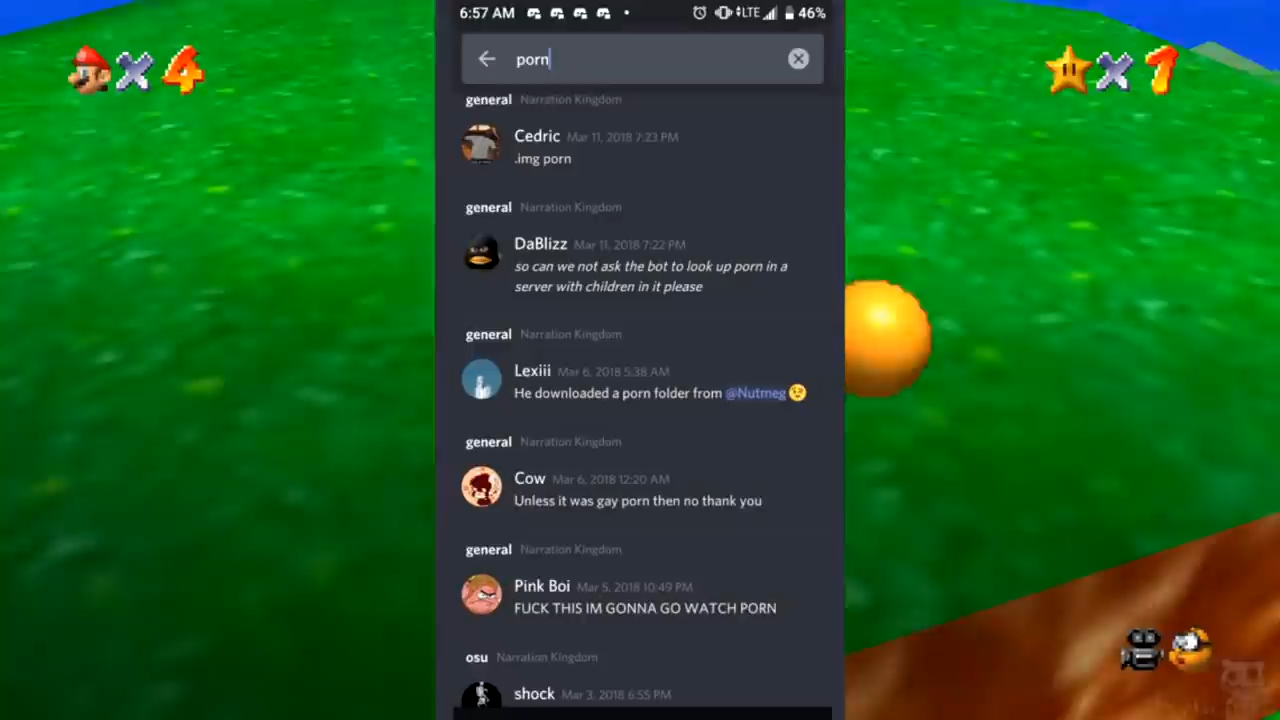 6:57 AM
LTE
46%
x 4
x 1
porn
general Narration Kingdom
Cedric Mar 11, 2018 7:23 PM
.img porn
general Narration Kingdom
DaBlizz Mar 11, 2018 7:22 PM
so can we not ask the bot to look up porn in a
server with children in it please
general Narration Kingdom
Lexiii Mar 6, 2018 5:38 AM
He downloaded a porn folder from @Nutmeg
general Narration Kingdom
Cow Mar 6, 2018 12:20 AM
Unless it was gay porn then no thank you
general Narration Kingdom
Pink Boi Mar 5, 2018 10:49 PM
FUCK THIS IM GONNA GO WATCH PORN
osu Narration Kingdom
shock Mar 3, 2018 6:55 PM